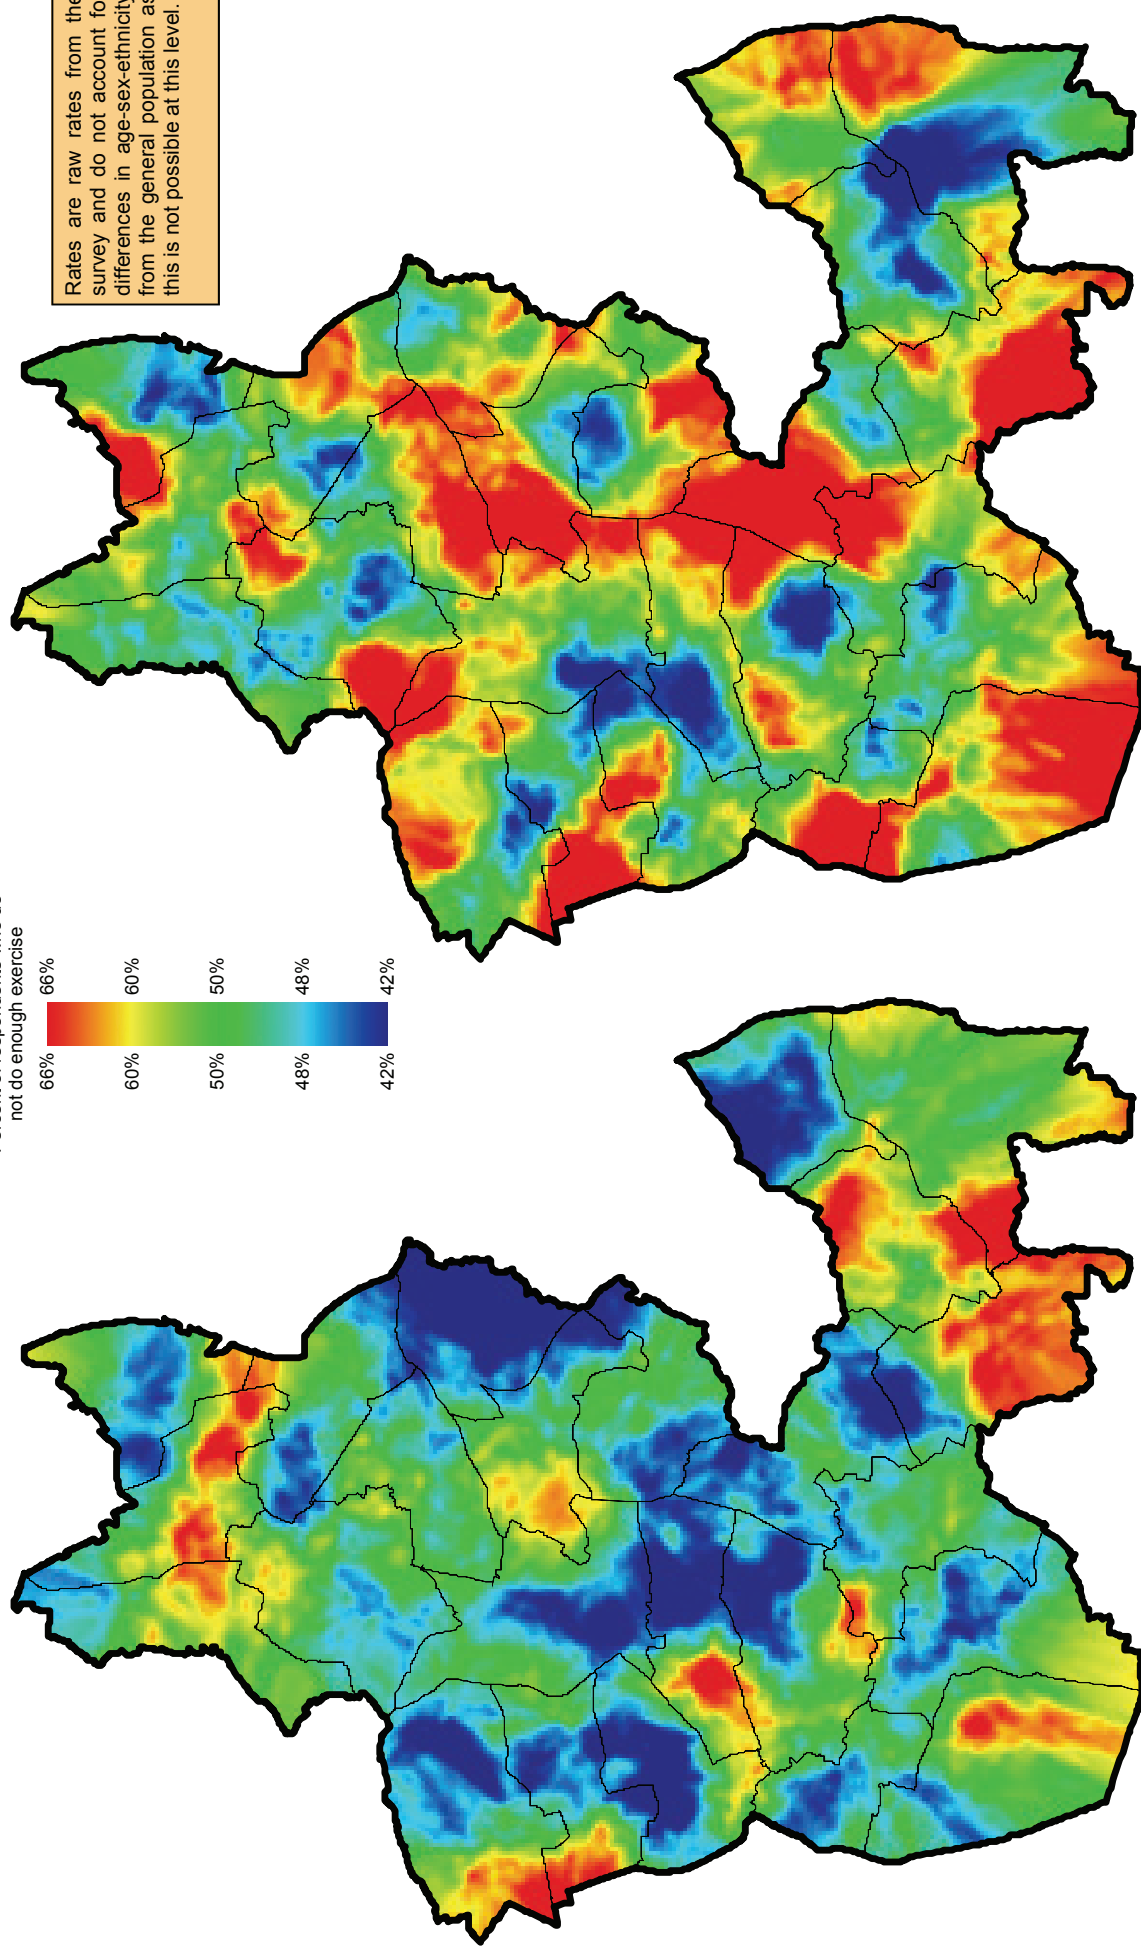 not do enough exercise
66%
66%
60%
60%
50%
50%
48%
48%
42%
42%
Rates are raw rates from the
survey and do not account fo
differences in age-sex-ethnicity
from the general population as
this is not possible at this level.